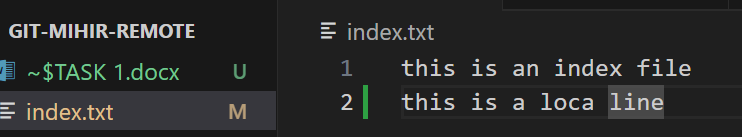 GIT-MIHIR-REMOTE
~$TASK 1.docx U
index.txt M
index.txt
1 this is an index file
2 this is a loca line